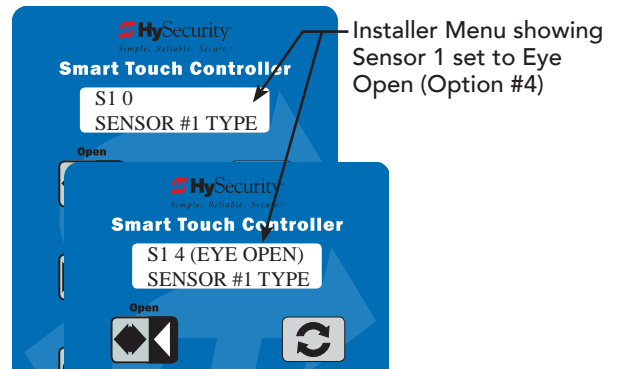 HySecurity
Simple. Reliable. Secure.
Smart Touch Controller
S1 0
SENSOR #1 TYPE
Open
HySecurity
Simple. Reliable. Secure.
Smart Touch Controller
S1 4 (EYE OPEN)
SENSOR #1 TYPE
Open
Installer Menu showing
Sensor 1 set to Eye
Open (Option #4)